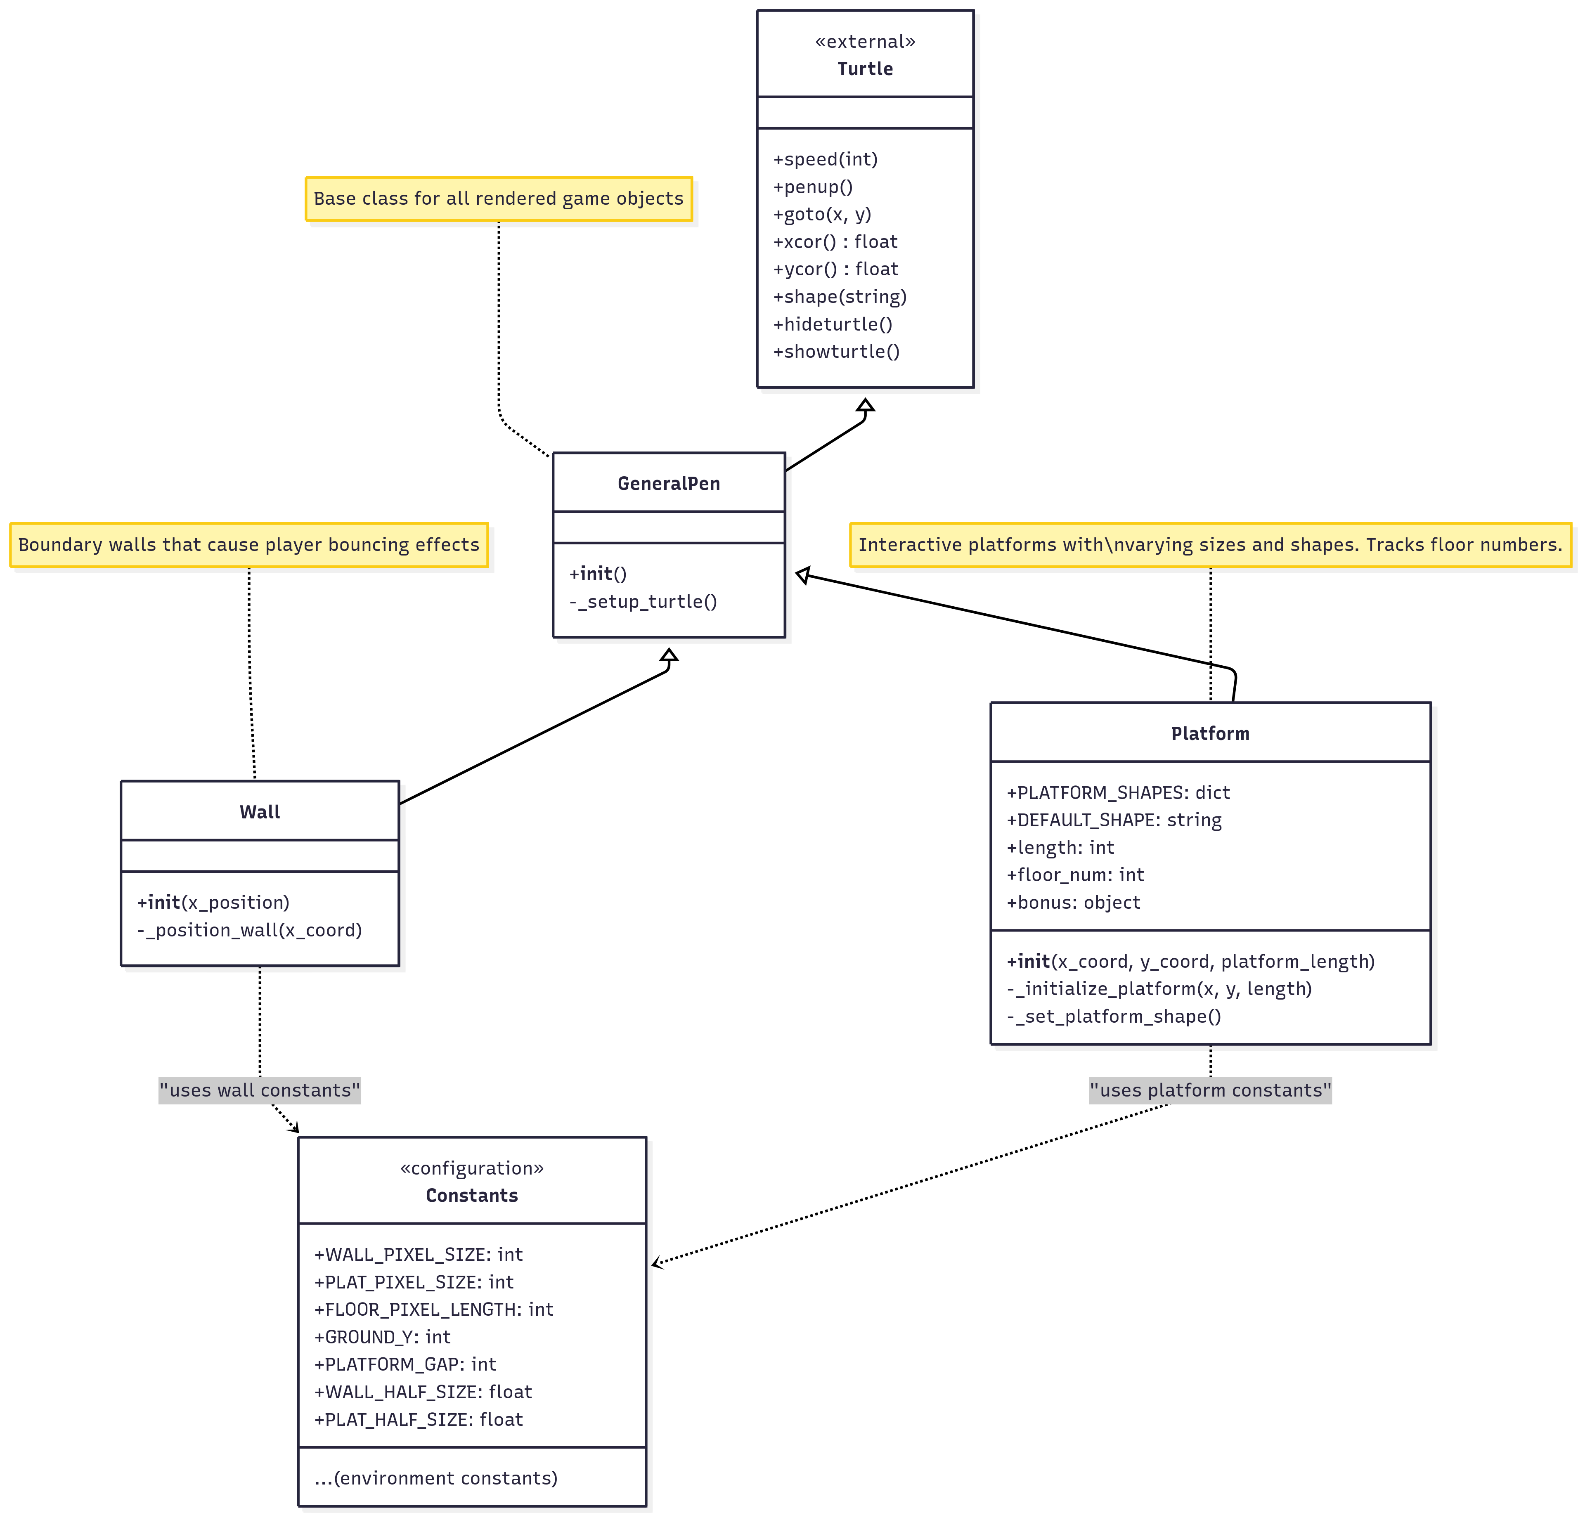 «external»
Turtle
+speed(int)
+penup()
+goto(x, y)
+xcor() : float
+ycor() : float
+shape(string)
+hideturtle()
+showturtle()
Base class for all rendered game objects
GeneralPen
+init()
-_setup_turtle()
Boundary walls that cause player bouncing effects
Interactive platforms with\nvarying sizes and shapes. Tracks floor numbers.
Wall
+init(x_position)
-_position_wall(x_coord)
Platform
+PLATFORM_SHAPES: dict
+DEFAULT_SHAPE: string
+length: int
+floor_num: int
+bonus: object
+init(x_coord, y_coord, platform_length)
-_initialize_platform(x, y, length)
-_set_platform_shape()
"uses wall constants"
"uses platform constants"
«configuration»
Constants
+WALL_PIXEL_SIZE: int
+PLAT_PIXEL_SIZE: int
+FLOOR_PIXEL_LENGTH: int
+GROUND_Y: int
+PLATFORM_GAP: int
+WALL_HALF_SIZE: float
+PLAT_HALF_SIZE: float
...(environment constants)